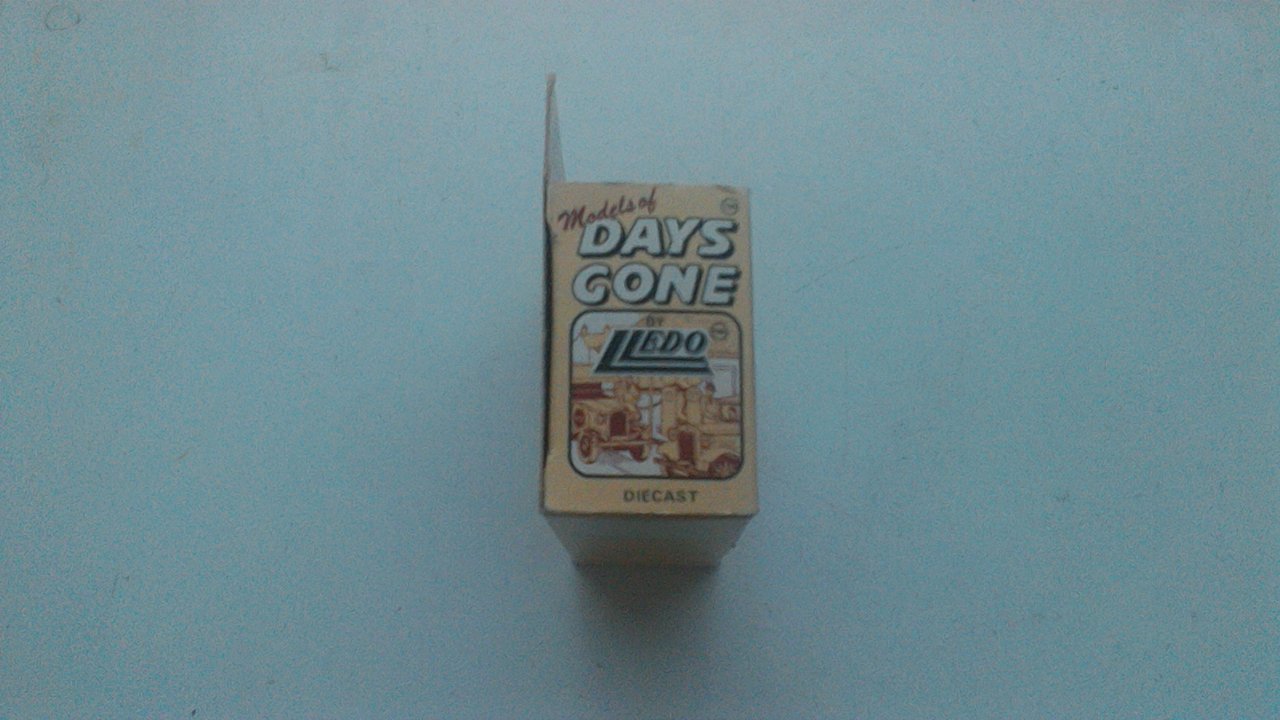 Models of
DAYS
GONE
BY
LLEDO
DIECAST